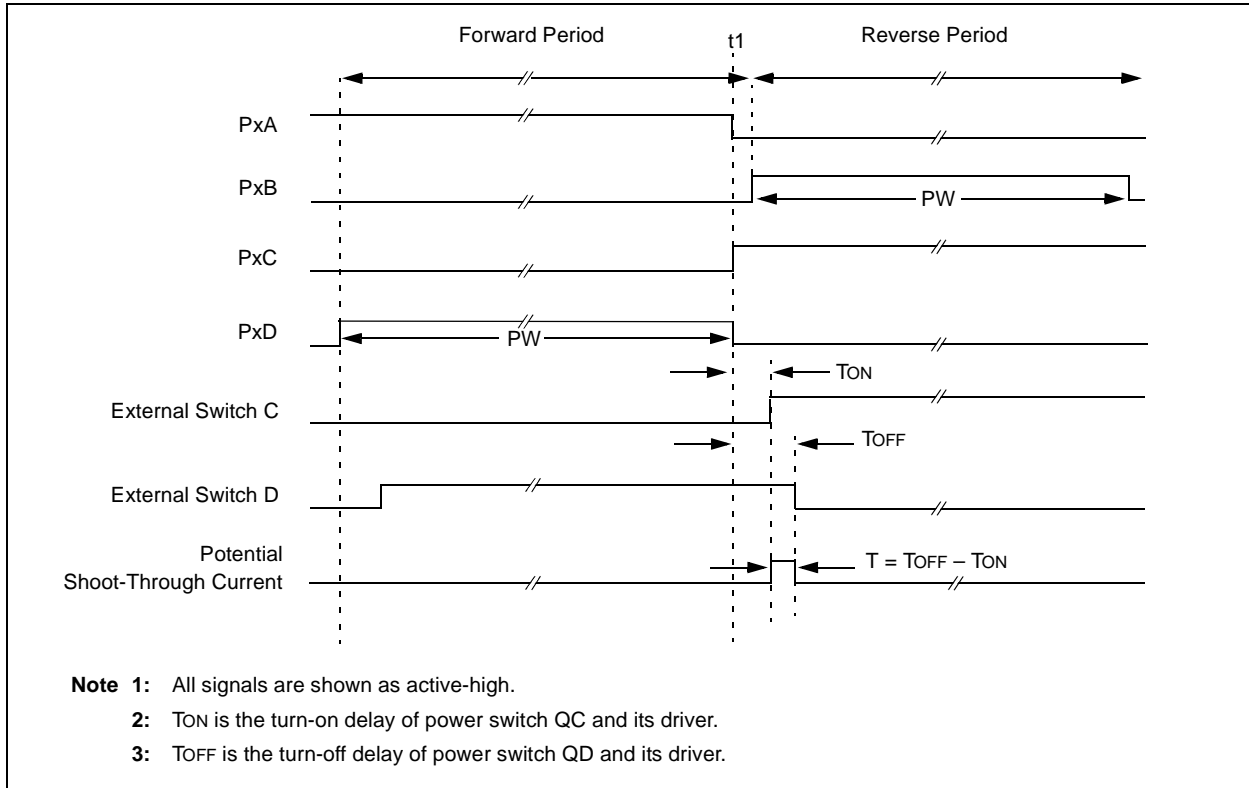 Forward Period
t1
Reverse Period
PxA
PxB
PW
PxC
PxD
PW
TON
External Switch C
TOFF
External Switch D
Potential
Shoot-Through Current
T = TOFF – TON
Note 1: All signals are shown as active-high.
2: TON is the turn-on delay of power switch QC and its driver.
3: TOFF is the turn-off delay of power switch QD and its driver.